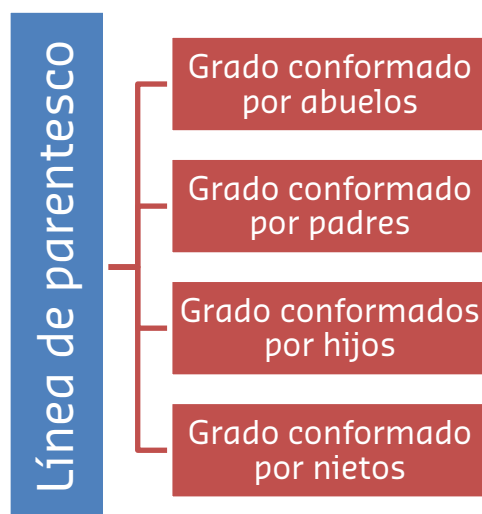 Línea de parentesco
Grado conformado
por abuelos
Grado conformado
por padres
Grado conformados
por hijos
Grado conformado
por nietos